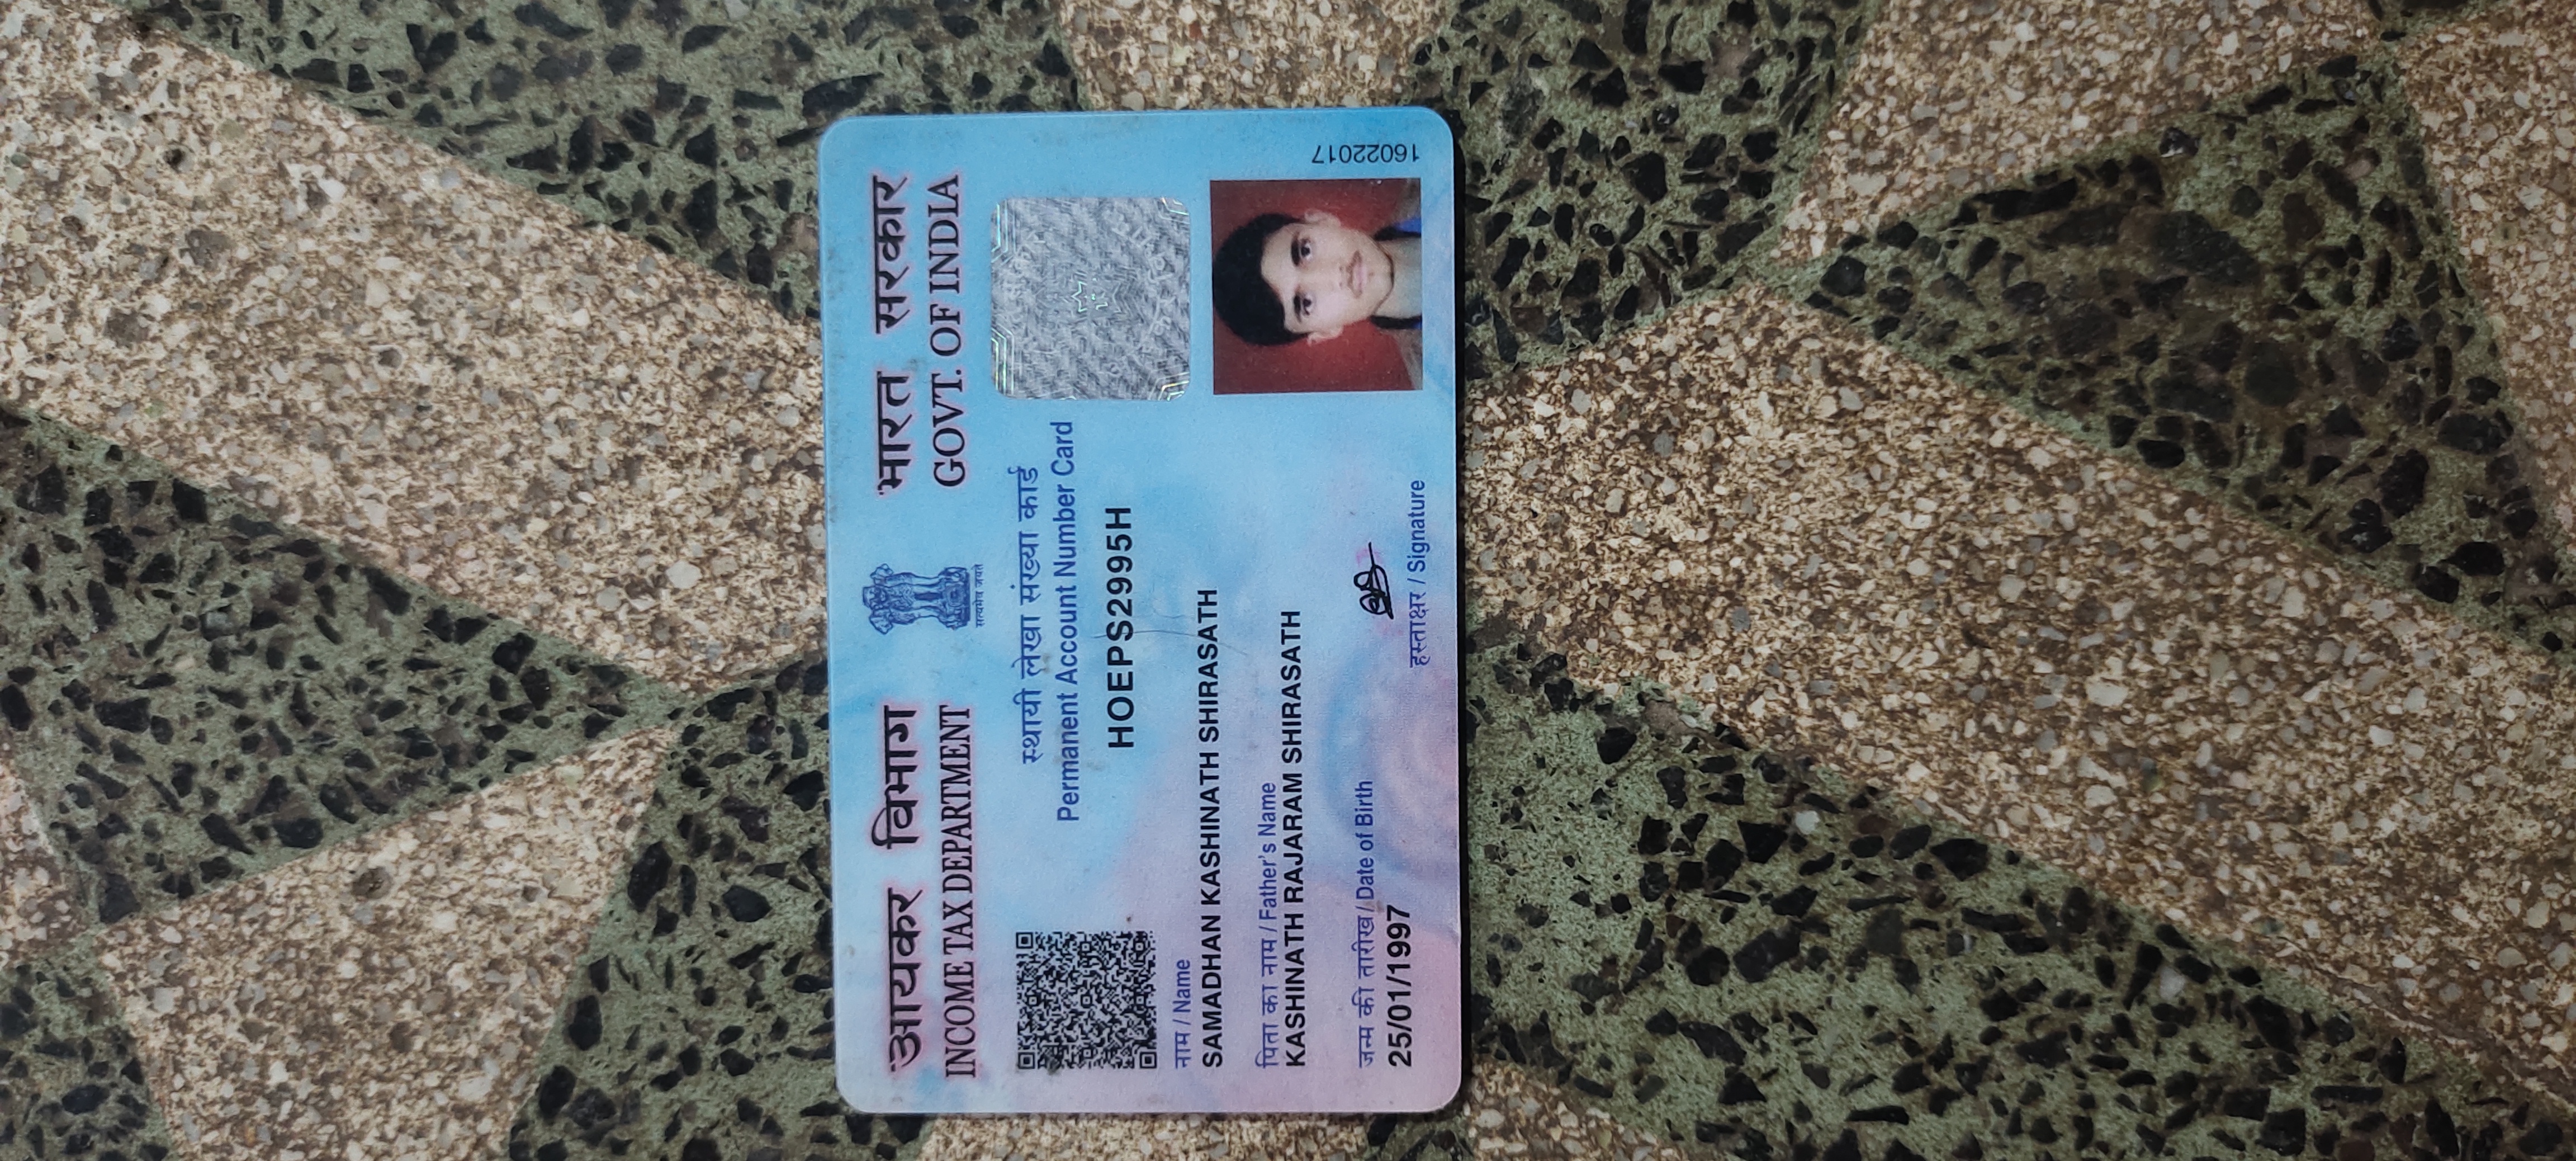 आयकर विभाग
INCOME TAX DEPARTMENT
सत्यमेव जयते
भारत सरकार
GOVT. OF INDIA
स्थायी लेखा संख्या कार्ड
Permanent Account Number Card
HOEPS2995H
नाम / Name
SAMADHAN KASHINATH SHIRASATH
पिता का नाम / Father's Name
KASHINATH RAJARAM SHIRASATH
जन्म की तारीख / Date of Birth
25/01/1997
हस्ताक्षर / Signature
16022017